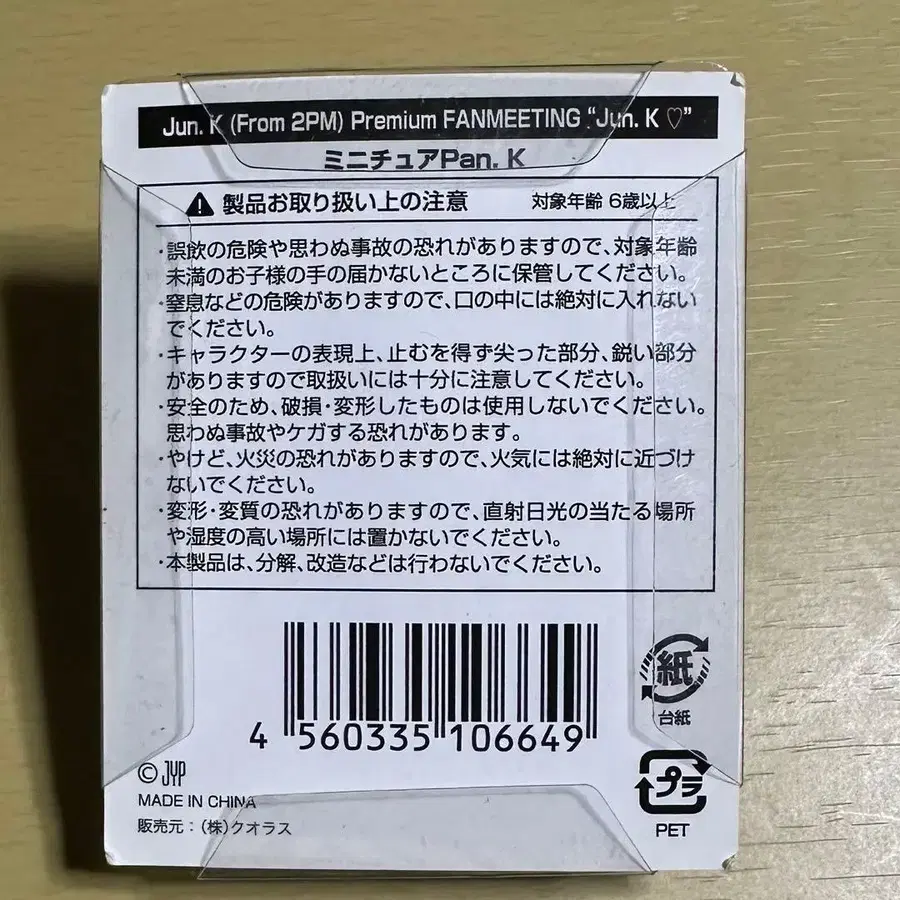 Jun. K (From 2PM) Premium FANMEETING “Jun. K ♡”
ミニチュアPan. K
製品お取り扱い上の注意 対象年齢 6歳以上
・誤飲の危険や思わぬ事故の恐れがありますので、対象年齢
未満のお子様の手の届かないところに保管してください。
・窒息などの危険がありますので、口の中には絶対に入れない
でください。
・キャラクターの表現上、止むを得ず尖った部分、鋭い部分
がありますので取扱いには十分に注意してください。
・安全のため、破損・変形したものは使用しないでください。
思わぬ事故やケガする恐れがあります。
・やけど、火災の恐れがありますので、火気には絶対に近づけ
ないでください。
・変形・変質の恐れがありますので、直射日光の当たる場所
や湿度の高い場所には置かないでください。
・本製品は、分解、改造などは行わないでください。
4 560335 106649
紙
台紙
© JYP
MADE IN CHINA
販売元：（株）クオラス
プラ
PET